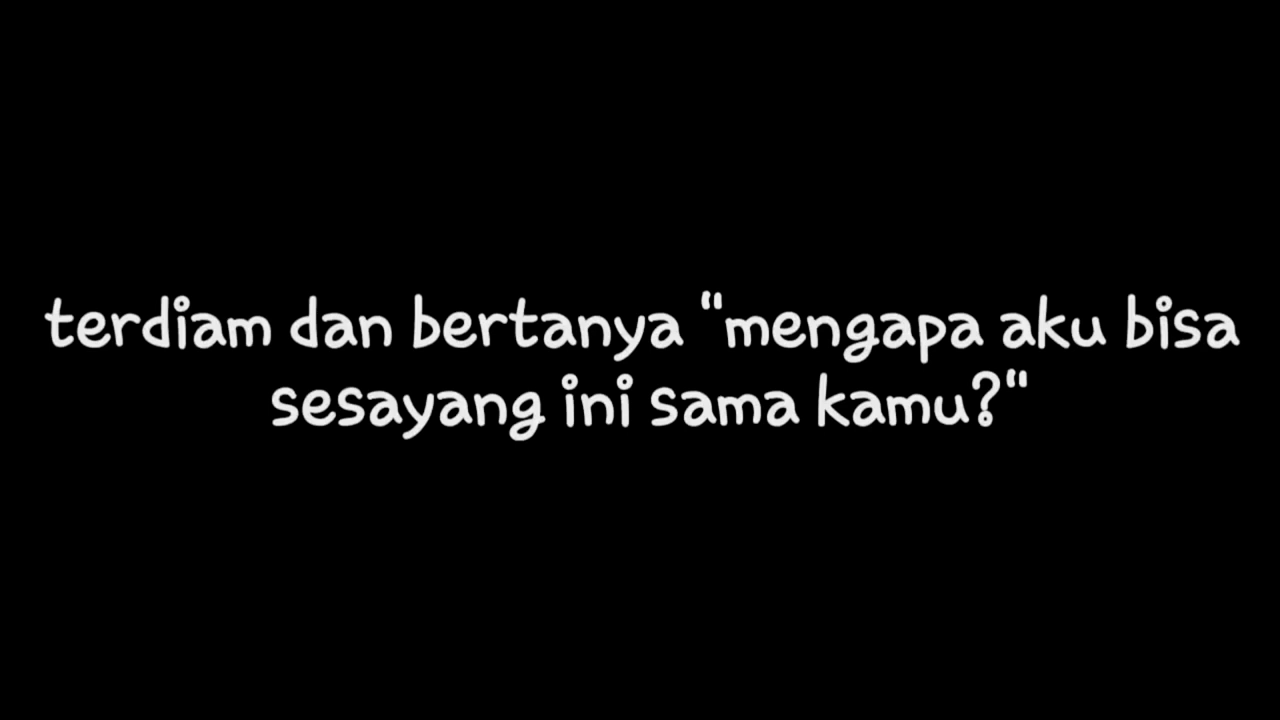 terdiam dan bertanya "mengapa aku bisa
sesayang ini sama kamu?"